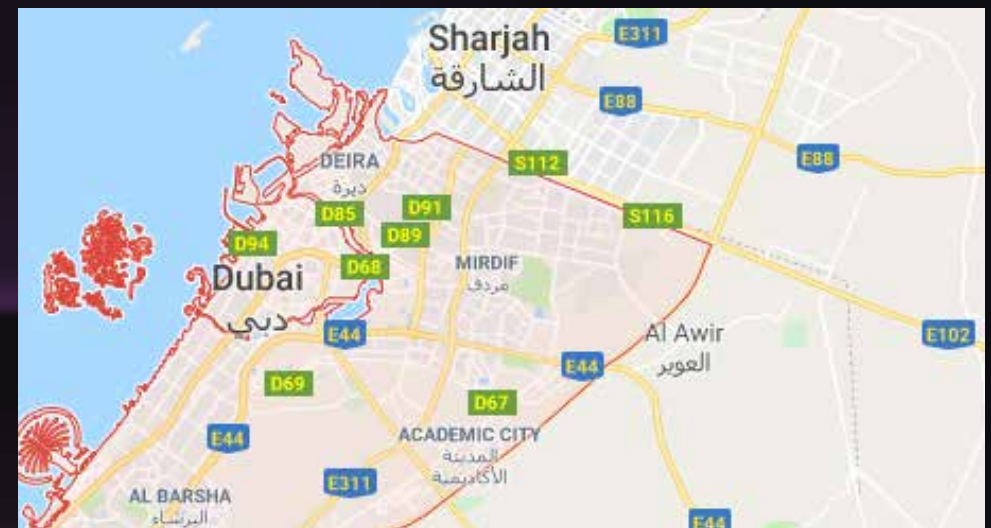 E311
Sharjah
الشارقة
E88
E88
DEIRA
ديرة
S112
D91
D85
S116
D89
D94
D68
MIRDIF
مردف
Dubai
دبي
E44
Al Awir
العوير
E102
E44
D69
D67
E44
ACADEMIC CITY
المدينة
الأكاديمية
E311
AL BARSHA
البرشاء
E44